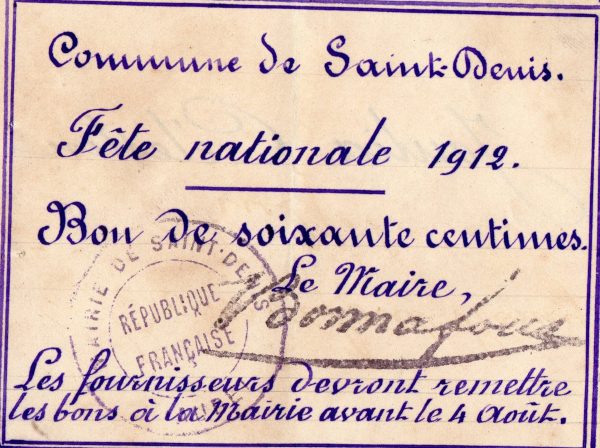 Commune de Saint-Denis.
Fête nationale 1912.
Bon de soixante centimes.
Le Maire,
Bonnafous
MAIRIE DE SAINT-DENIS
RÉPUBLIQUE
FRANÇAISE
Les fournisseurs devront remettre
les bons à la Mairie avant le 4 Août.